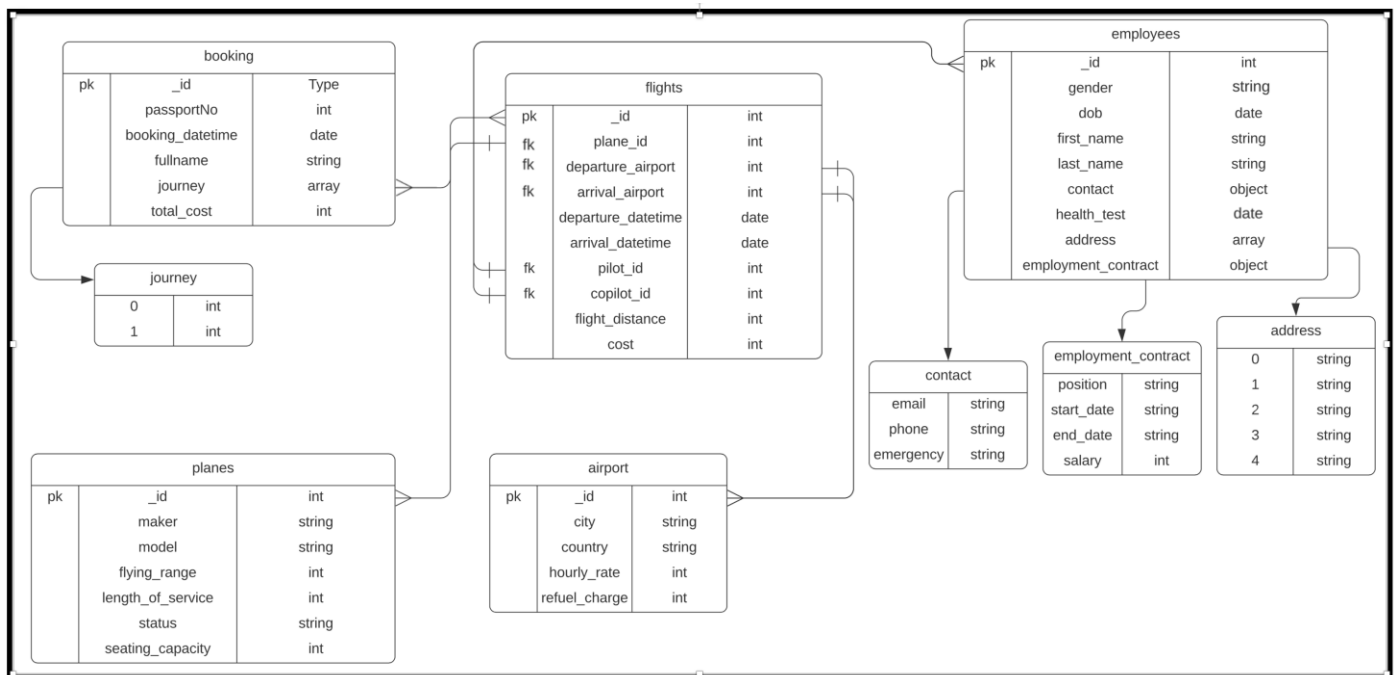 booking
pk _id Type
passportNo int
booking_datetime date
fullname string
journey array
total_cost int
journey
0 int
1 int
flights
pk _id int
fk plane_id int
fk departure_airport int
fk arrival_airport int
departure_datetime date
arrival_datetime date
fk pilot_id int
fk copilot_id int
flight_distance int
cost int
employees
pk _id int
gender string
dob date
first_name string
last_name string
contact object
health_test date
address array
employment_contract object
contact
email string
phone string
emergency string
employment_contract
position string
start_date string
end_date string
salary int
address
0 string
1 string
2 string
3 string
4 string
planes
pk _id int
maker string
model string
flying_range int
length_of_service int
status string
seating_capacity int
airport
pk _id int
city string
country string
hourly_rate int
refuel_charge int